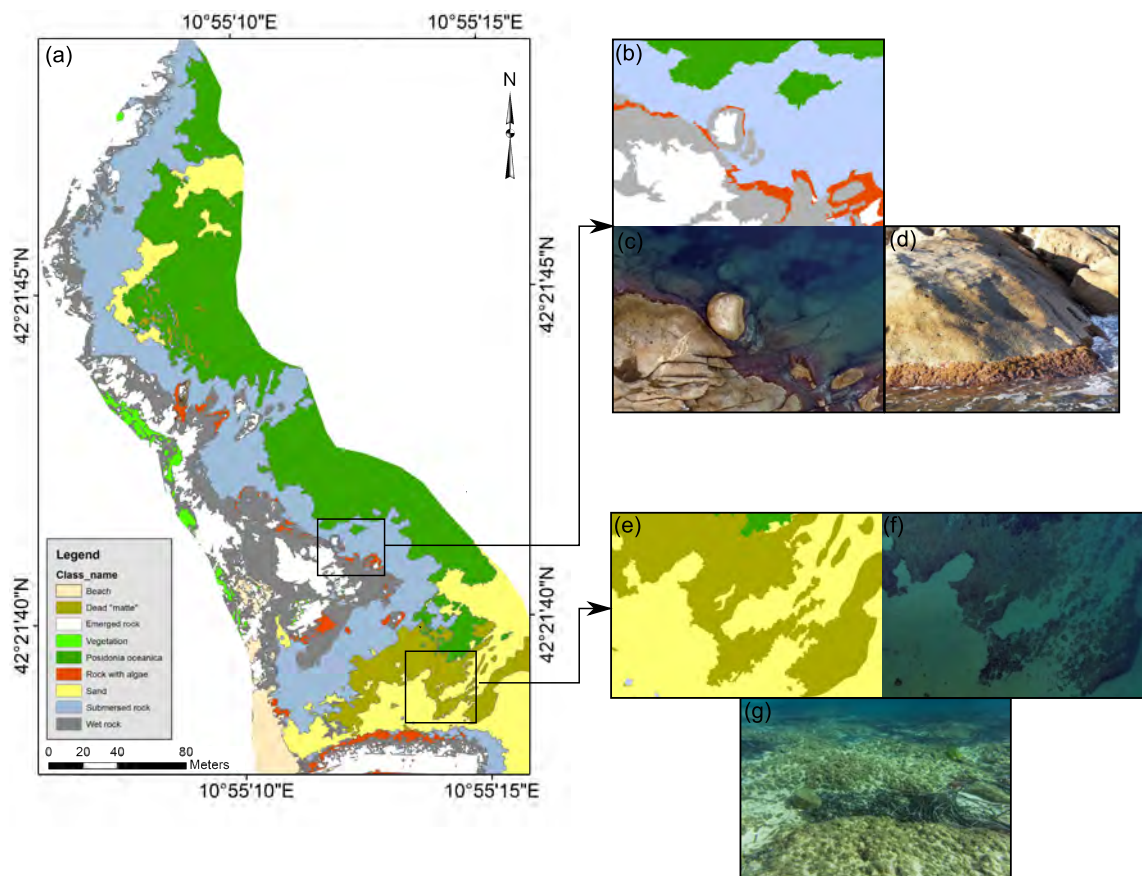 10°55'10"E
10°55'15"E
(a)
N
42°21'45"N
42°21'45"N
42°21'40"N
42°21'40"N
Legend
Class_name
Beach
Dead "matte"
Emerged rock
Vegetation
Posidonia oceanica
Rock with algae
Sand
Submersed rock
Wet rock
0
20
40
80
Meters
10°55'10"E
10°55'15"E
(b)
(c)
(d)
(e)
(f)
(g)